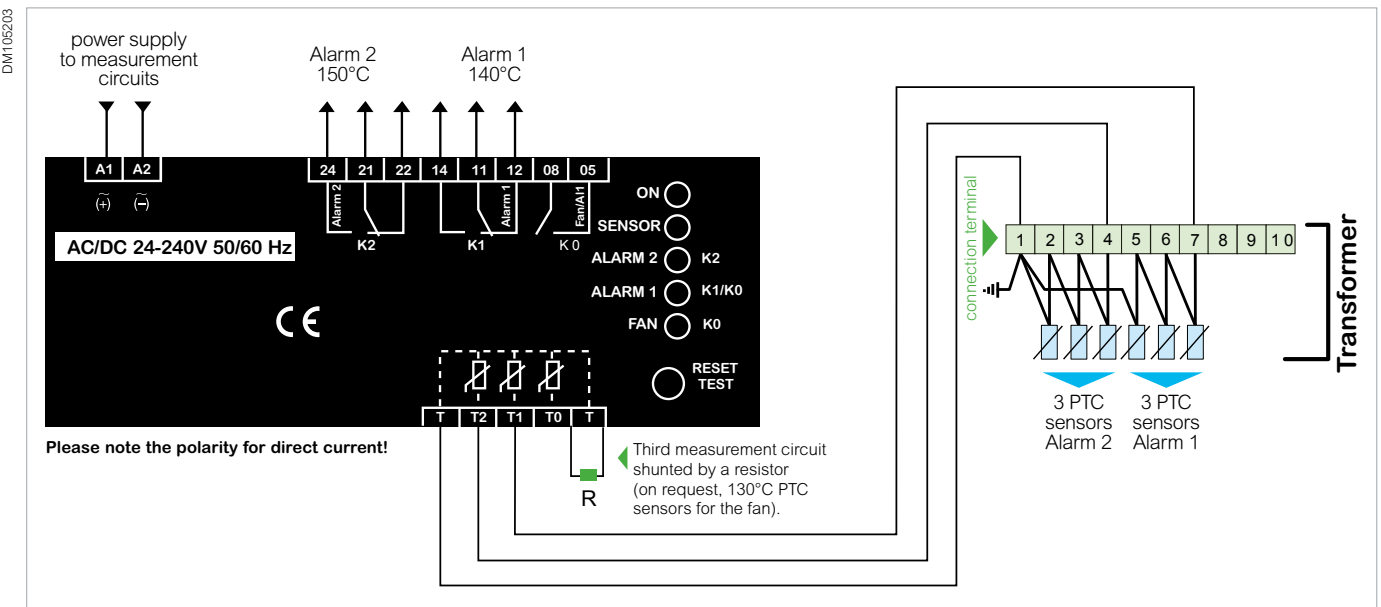 DM105203
power supply
to measurement
circuits
Alarm 2
150°C
Alarm 1
140°C
A1 A2
(+) (−)
~ ~
24 21 22 14 11 12 08 05
Alarm 2
Alarm 1
Fan/Al1
K2
K1
K 0
AC/DC 24-240V 50/60 Hz
CE
ON
SENSOR
ALARM 2 K2
ALARM 1 K1/K0
FAN K0
RESET
TEST
T T2 T1 T0 T
Please note the polarity for direct current!
R
Third measurement circuit
shunted by a resistor
(on request, 130°C PTC
sensors for the fan).
connection terminal
1 2 3 4 5 6 7 8 9 1 0
Transformer
3 PTC
sensors
Alarm 2
3 PTC
sensors
Alarm 1